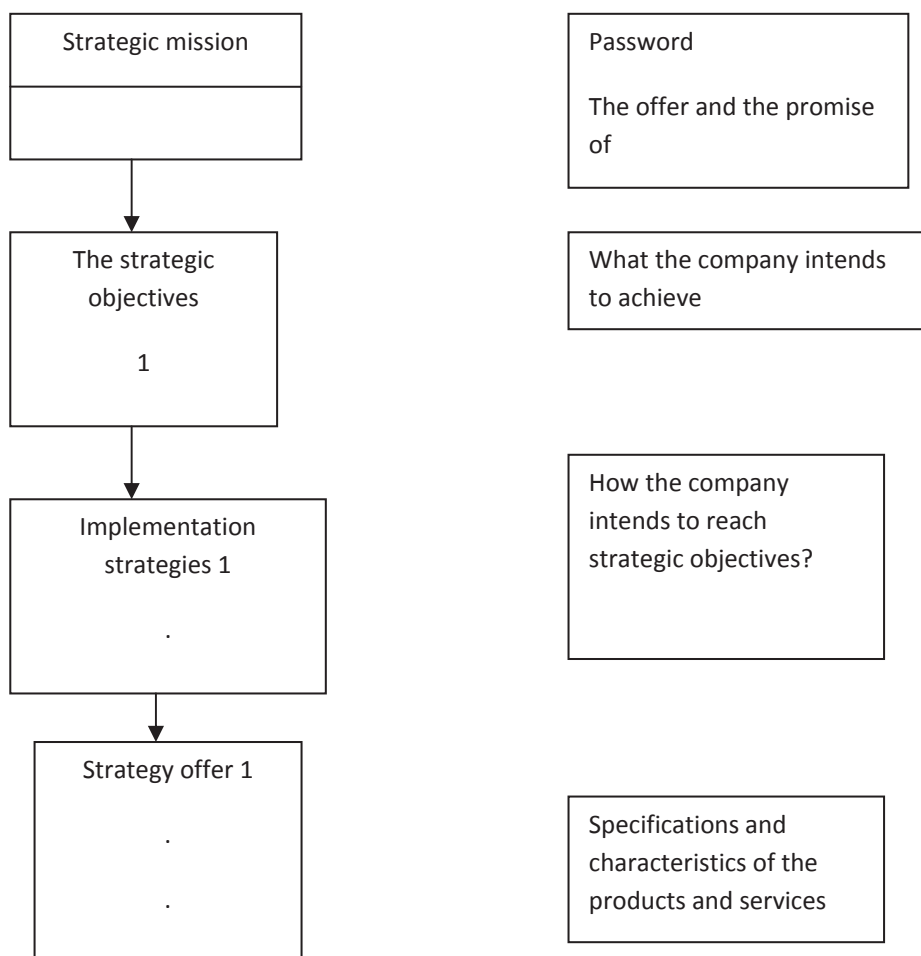 Strategic mission
Password
The offer and the promise
of
The strategic
objectives
1
What the company intends
to achieve
Implementation
strategies 1
.
How the company
intends to reach
strategic objectives?
Strategy offer 1
.
.
Specifications and
characteristics of the
products and services